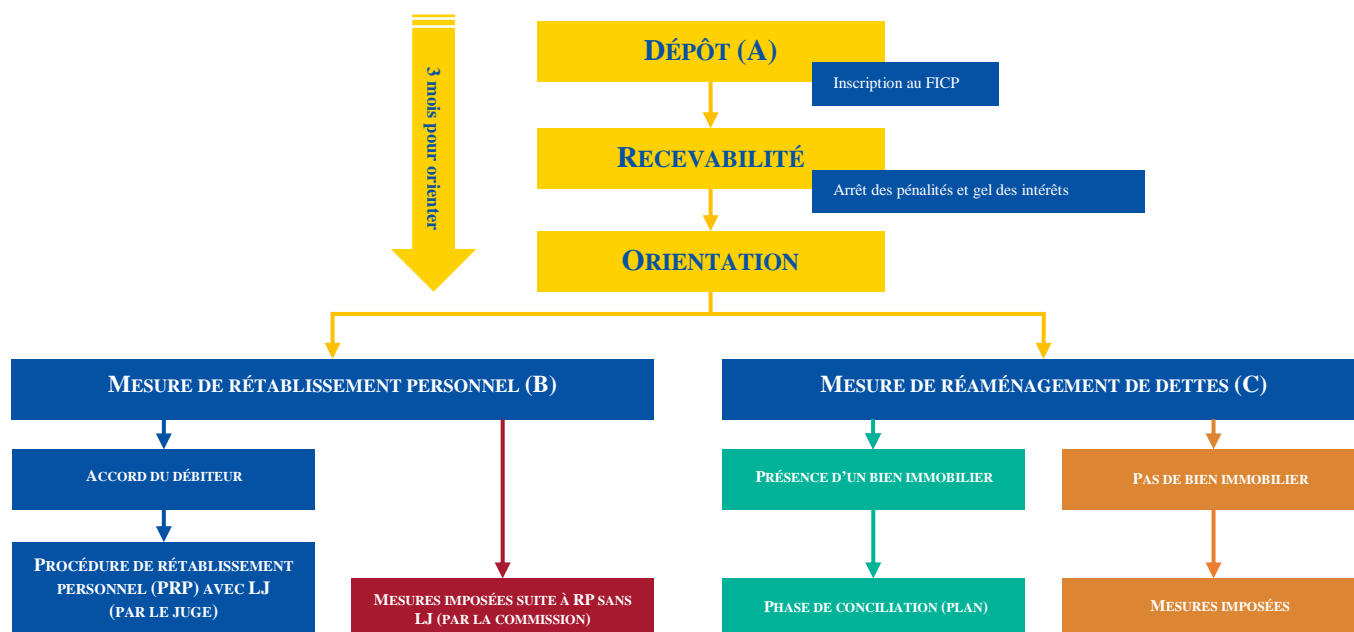 DÉPÔT (A)
Inscription au FICP
3 mois pour orienter
RECEVABILITÉ
Arrêt des pénalités et gel des intérêts
ORIENTATION
MESURE DE RÉTABLISSEMENT PERSONNEL (B)
MESURE DE RÉAMÉNAGEMENT DE DETTES (C)
ACCORD DU DÉBITEUR
PRÉSENCE D'UN BIEN IMMOBILIER
PAS DE BIEN IMMOBILIER
PROCÉDURE DE RÉTABLISSEMENT
PERSONNEL (PRP) AVEC LJ
(PAR LE JUGE)
MESURES IMPOSÉES SUITE À RP SANS
LJ (PAR LA COMMISSION)
PHASE DE CONCILIATION (PLAN)
MESURES IMPOSÉES